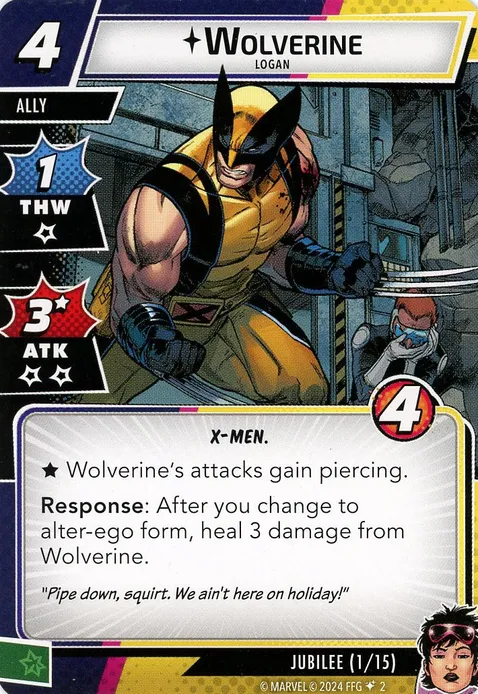 4
WOLVERINE
LOGAN
ALLY
1
THW
3
ATK
4
X-MEN.
★ Wolverine's attacks gain piercing.
Response: After you change to
alter-ego form, heal 3 damage from
Wolverine.
"Pipe down, squirt. We ain't here on holiday!"
JUBILEE (1/15)
© MARVEL © 2024 FFG 2